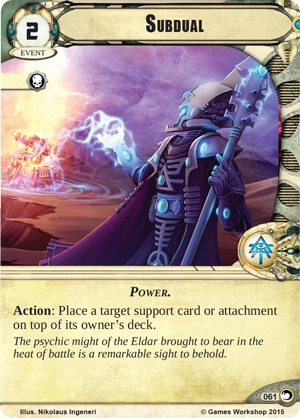 2
SUBDUAL
EVENT
POWER.
Action: Place a target support card or attachment
on top of its owner's deck.
The psychic might of the Eldar brought to bear in the
heat of battle is a remarkable sight to behold.
061
Illus. Nikolaus Ingeneri
© Games Workshop 2015